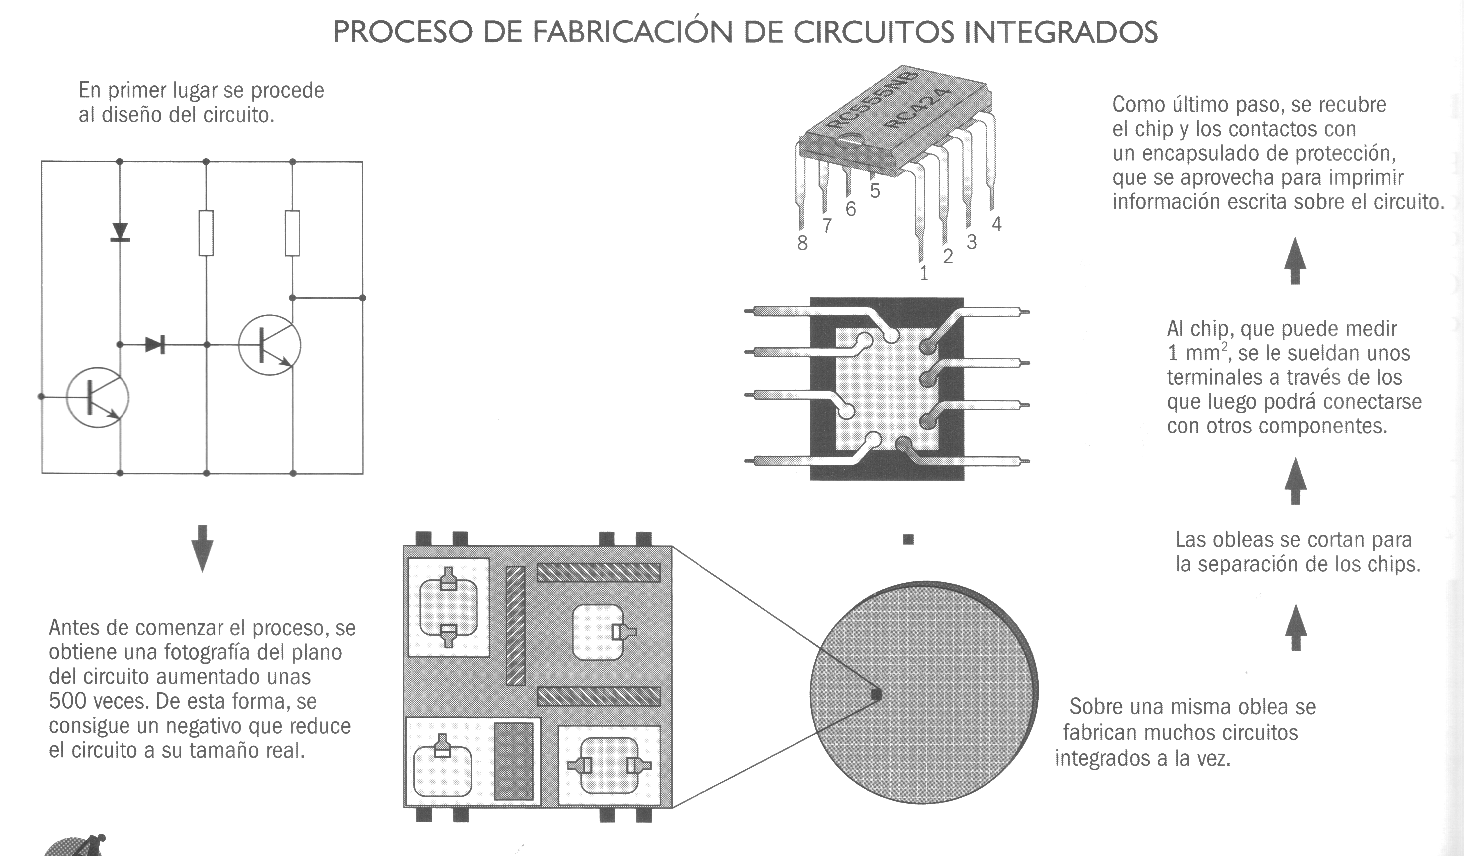 PROCESO DE FABRICACIÓN DE CIRCUITOS INTEGRADOS
En primer lugar se procede
al diseño del circuito.
Antes de comenzar el proceso, se
obtiene una fotografía del plano
del circuito aumentado unas
500 veces. De esta forma, se
consigue un negativo que reduce
el circuito a su tamaño real.
Sobre una misma oblea se
fabrican muchos circuitos
integrados a la vez.
Las obleas se cortan para
la separación de los chips.
Al chip, que puede medir
1 mm², se le sueldan unos
terminales a través de los
que luego podrá conectarse
con otros componentes.
Como último paso, se recubre
el chip y los contactos con
un encapsulado de protección,
que se aprovecha para imprimir
información escrita sobre el circuito.
RC555NB
RC424
8
7
6
5
1
2
3
4